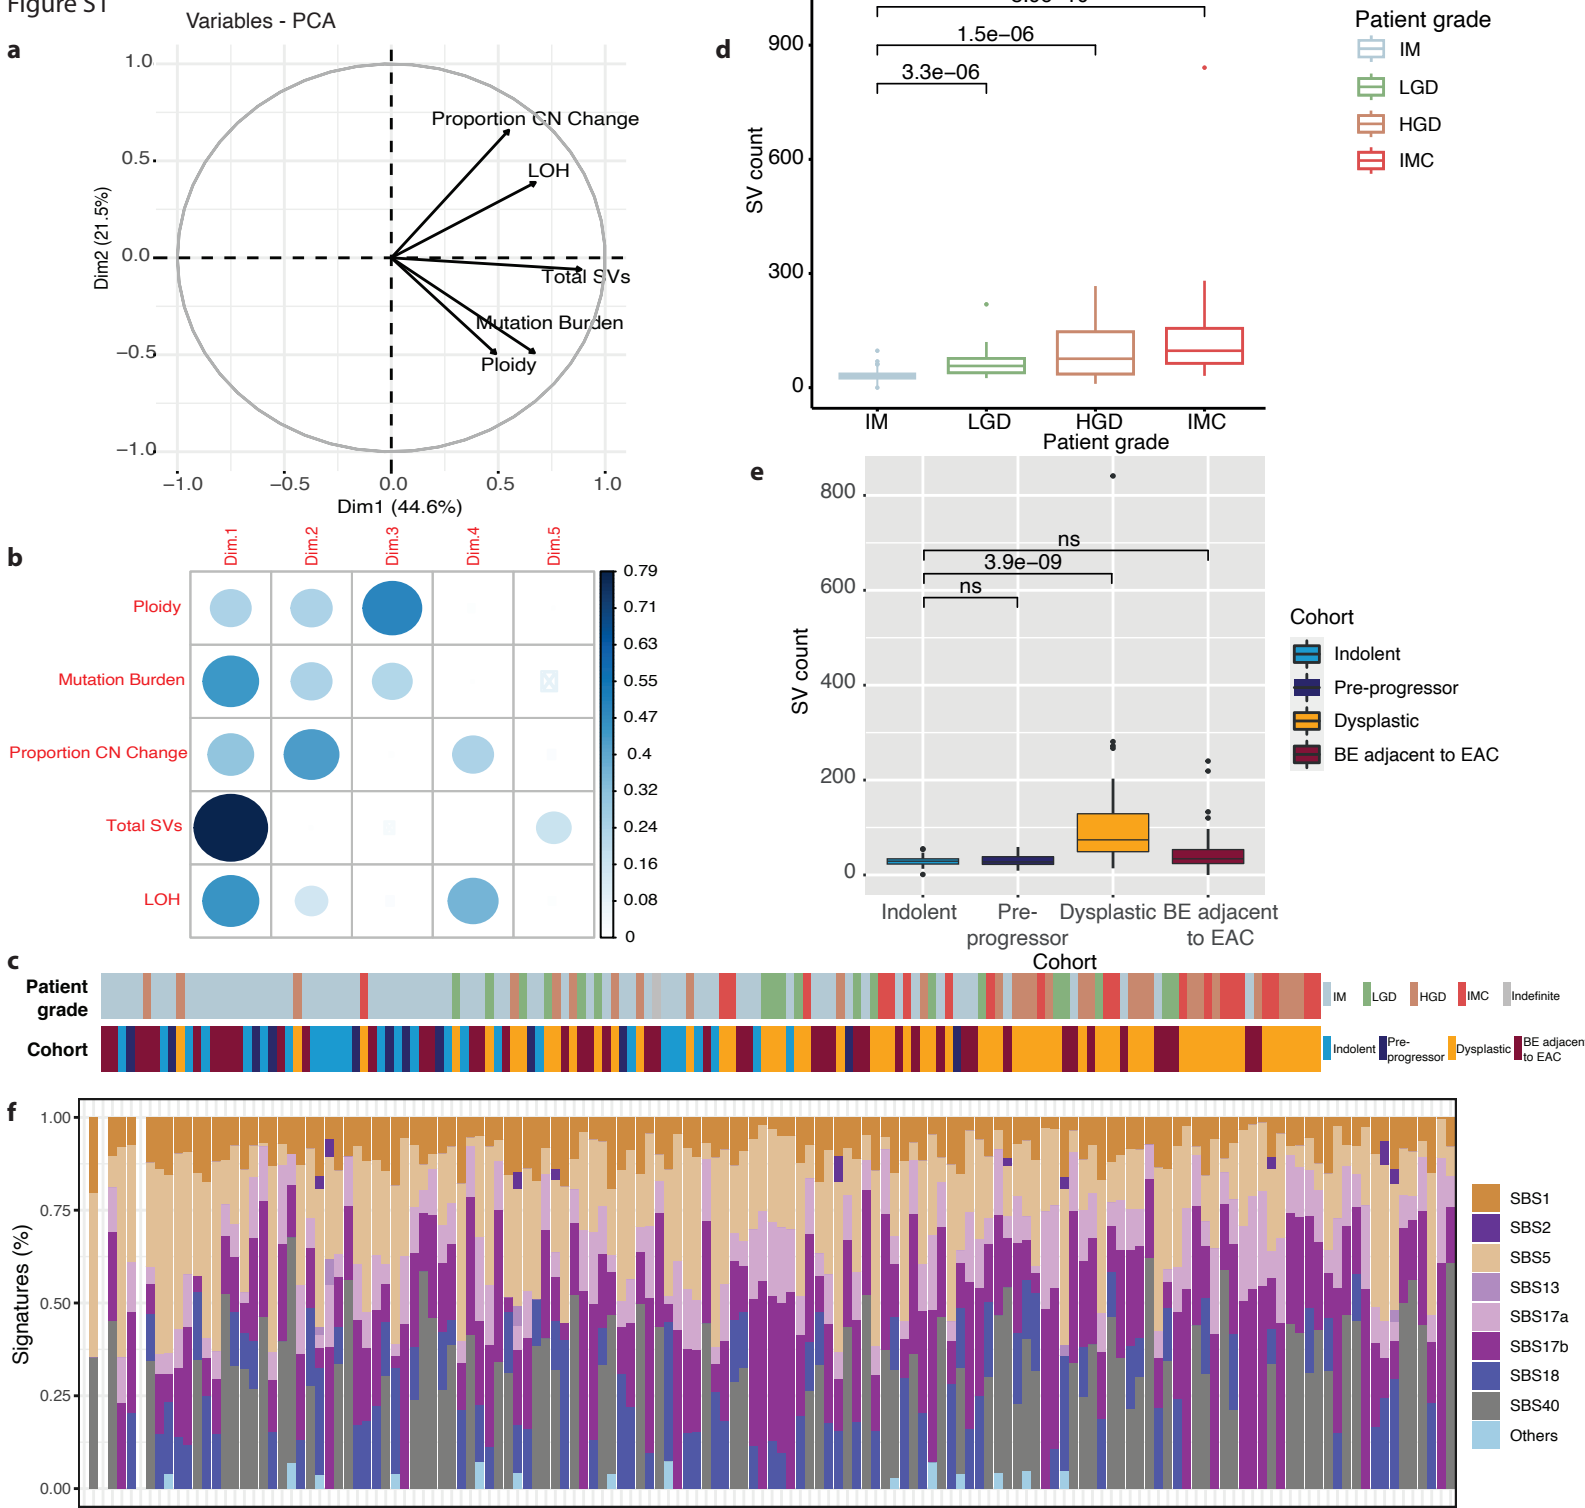 Figure S1
a
Variables - PCA
1.0
0.5
0.0
−0.5
−1.0
Dim2 (21.5%)
Proportion CN Change
LOH
Total SVs
Mutation Burden
Ploidy
−1.0
−0.5
0.0
0.5
1.0
Dim1 (44.6%)
b
Dim.1
Dim.2
Dim.3
Dim.4
Dim.5
Ploidy
Mutation Burden
Proportion CN Change
Total SVs
LOH
0.79
0.71
0.63
0.55
0.47
0.4
0.32
0.24
0.16
0.08
0
d
1.5e−06
3.3e−06
900
600
300
0
SV count
IM
LGD
HGD
IMC
Patient grade
Patient grade
IM
LGD
HGD
IMC
e
800
600
400
200
0
SV count
ns
3.9e−09
ns
Indolent
Pre-
progressor
Dysplastic
BE adjacent
to EAC
Cohort
Cohort
Indolent
Pre-progressor
Dysplastic
BE adjacent to EAC
c
Patient
grade
IM
LGD
HGD
IMC
Indefinite
Cohort
Indolent
Pre-
progressor
Dysplastic
BE adjacen
to EAC
f
1.00
0.75
0.50
0.25
0.00
Signatures (%)
SBS1
SBS2
SBS5
SBS13
SBS17a
SBS17b
SBS18
SBS40
Others